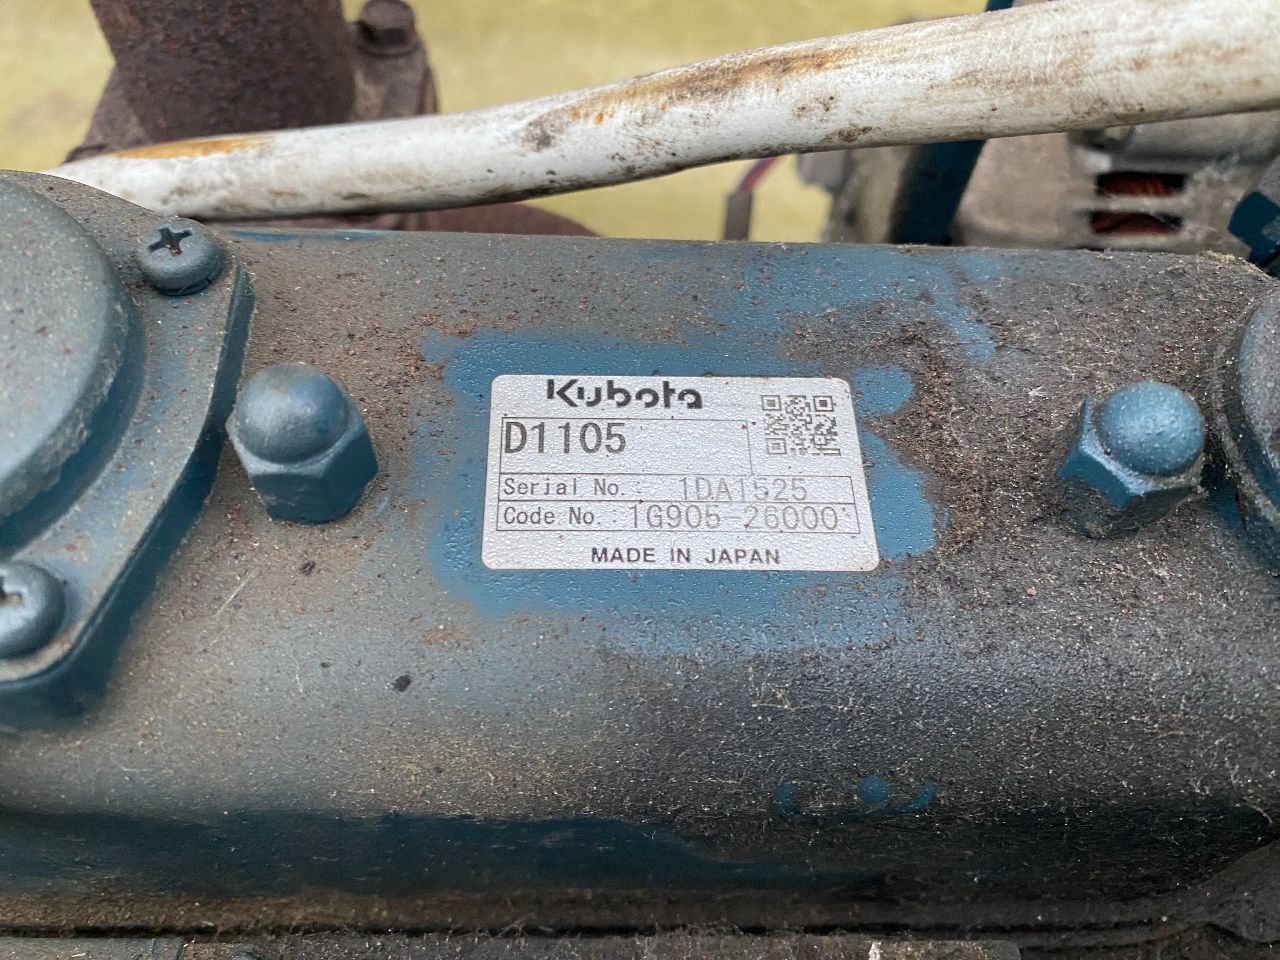 Kubota
D1105
Serial No.: 1DA1525
Code No.: 1G905-26000
MADE IN JAPAN